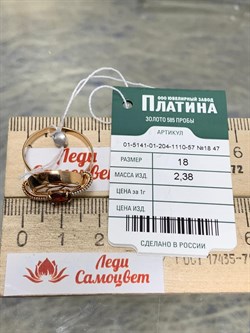 ООО ЮВЕЛИРНЫЙ ЗАВОД
ПЛАТИНА
ЗОЛОТО 585 ПРОБЫ
АРТИКУЛ
01-5141-01-204-1110-57 №18.47
РАЗМЕР 18
МАССА ИЗД. 2,38
ЦЕНА за 1г
ЦЕНА ИЗД.
СДЕЛАНО В РОССИИ
Леди
Самоцвет
Леди
Самоцвет
ГОСТ 17435-7